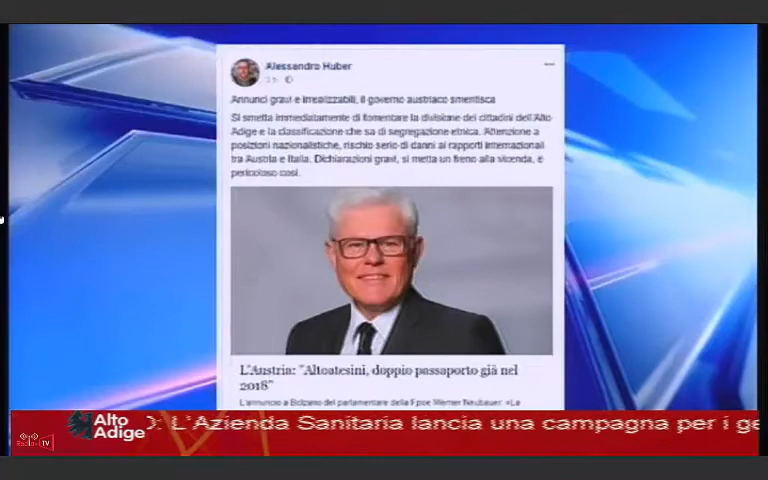 Alessandro Huber
3 h
Annunci gravi e irrealizzabili, il governo austriaco smentisca
Si smetta immediatamente di fomentare la divisione dei cittadini dell'Alto
Adige e la classificazione che sa di segregazione etnica. Attenzione a
posizioni nazionalistiche, rischio serio di danni ai rapporti internazionali
tra Austria e Italia. Dichiarazioni gravi, si metta un freno alla vicenda, è
pericoloso così.
L'Austria: "Altoatesini, doppio passaporto già nel
2018"
L'annuncio a Bolzano del parlamentare della Fpoe Werner Neubauer: «La
Alto
Adige
O: L'Azienda Sanitaria lancia una campagna per i ge
Radio TV